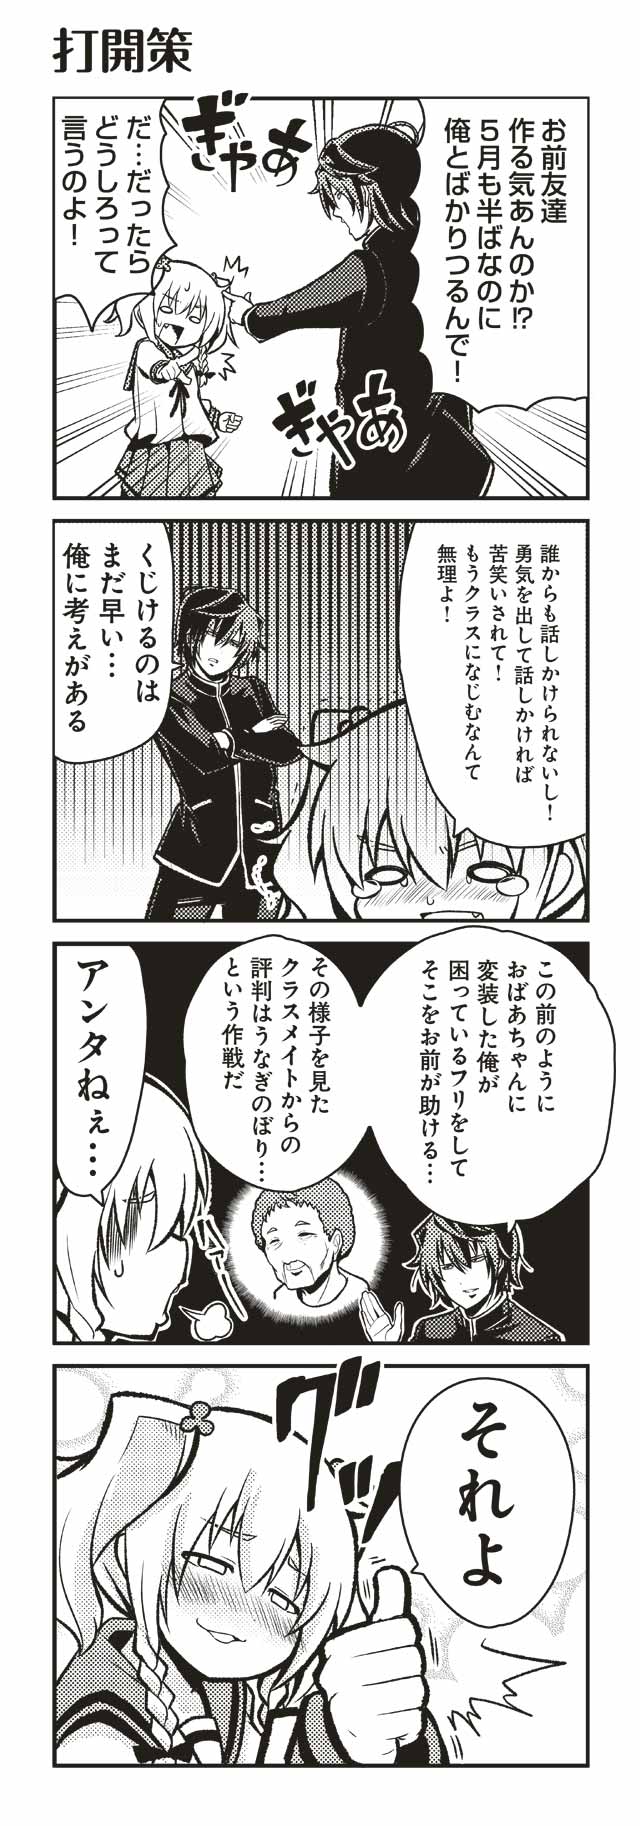 打開策
お前友達
作る気あんのか!?
5月も半ばなのに
俺とばかりつるんで！
ぎゃあ
だ…だったら
どうしろって
言うのよ！
ぎゃあ
誰からも話しかけられないし！
勇気を出して話しかければ
苦笑いされて！
もうクラスになじむなんて
無理よ！
くじけるのは
まだ早い…
俺に考えがある
この前のように
おばあちゃんに
変装した俺が
困っているフリをして
そこをお前が助ける…
その様子を見た
クラスメイトからの
評判はうなぎのぼり…
という作戦だ
アンタねぇ…
それよ
グッ